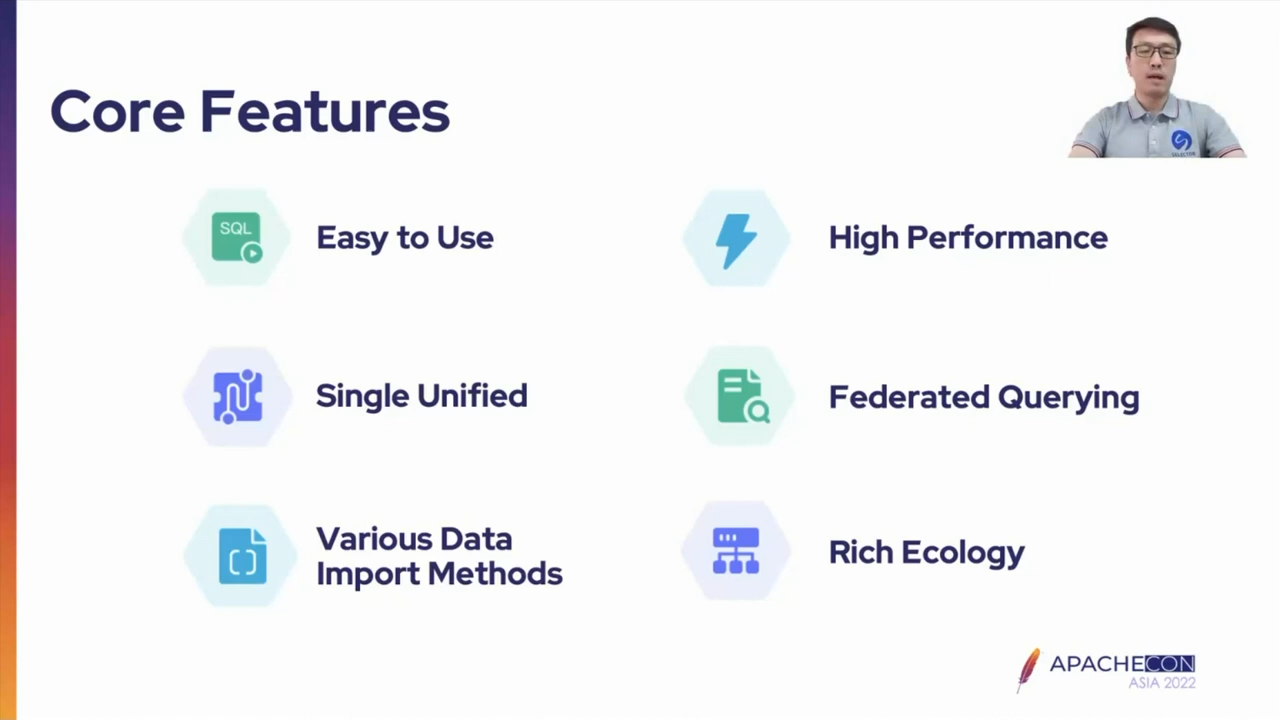 Core Features
SQL
Easy to Use
High Performance
Single Unified
Federated Querying
Various Data
Import Methods
Rich Ecology
APACHECON
ASIA 2022